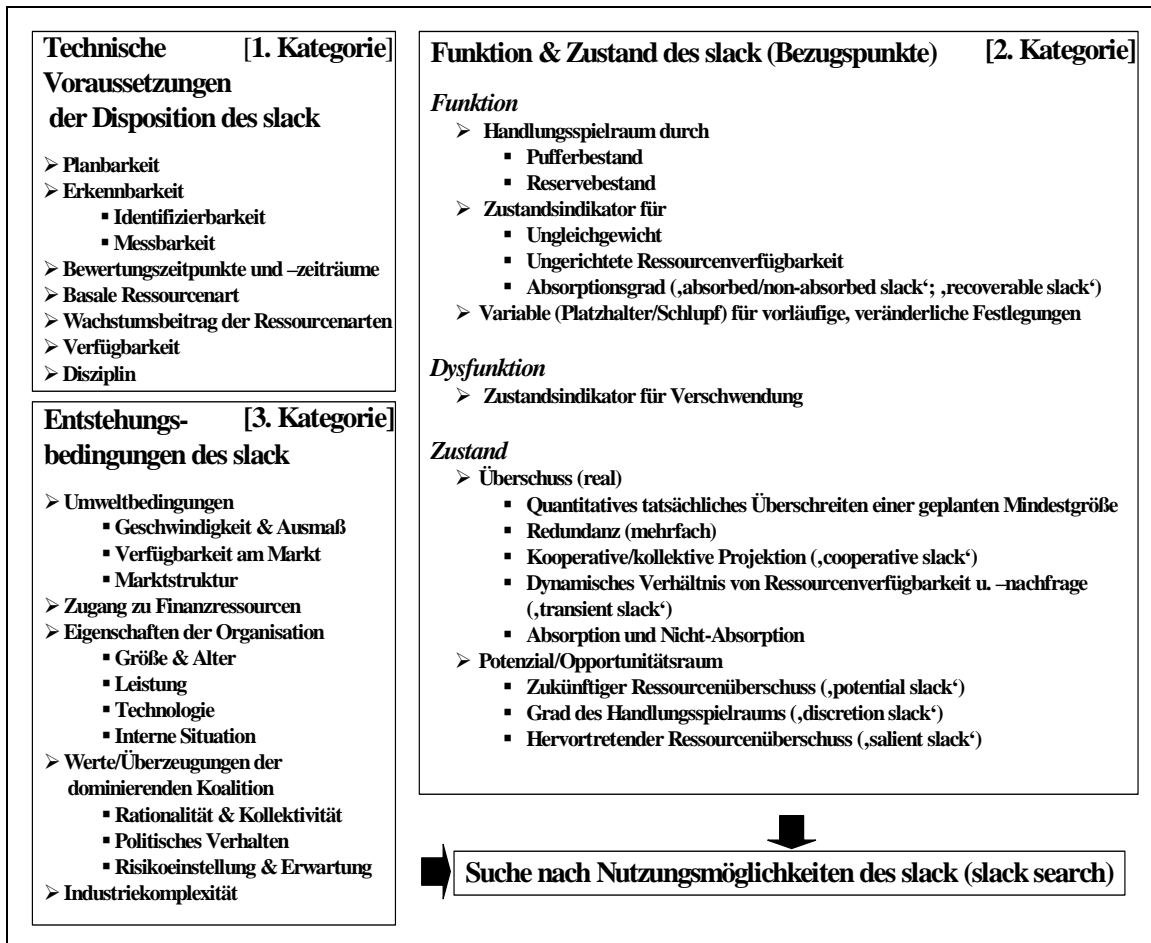 Technische [1. Kategorie]
Voraussetzungen
der Disposition des slack
➢ Planbarkeit
➢ Erkennbarkeit
▪ Identifizierbarkeit
▪ Messbarkeit
➢ Bewertungszeitpunkte und –zeiträume
➢ Basale Ressourcenart
➢ Wachstumsbeitrag der Ressourcenarten
➢ Verfügbarkeit
➢ Disziplin
Funktion & Zustand des slack (Bezugspunkte) [2. Kategorie]
Funktion
➢ Handlungsspielraum durch
▪ Pufferbestand
▪ Reservebestand
➢ Zustandsindikator für
▪ Ungleichgewicht
▪ Ungerichtete Ressourcenverfügbarkeit
▪ Absorptionsgrad (‚absorbed/non-absorbed slack‘; ‚recoverable slack‘)
➢ Variable (Platzhalter/Schlupf) für vorläufige, veränderliche Festlegungen
Dysfunktion
➢ Zustandsindikator für Verschwendung
Zustand
➢ Überschuss (real)
▪ Quantitatives tatsächliches Überschreiten einer geplanten Mindestgröße
▪ Redundanz (mehrfach)
▪ Kooperative/kollektive Projektion (‚cooperative slack‘)
▪ Dynamisches Verhältnis von Ressourcenverfügbarkeit u. –nachfrage
(‚transient slack‘)
▪ Absorption und Nicht-Absorption
➢ Potenzial/Opportunitätsraum
▪ Zukünftiger Ressourcenüberschuss (‚potential slack‘)
▪ Grad des Handlungsspielraums (‚discretion slack‘)
▪ Hervortretender Ressourcenüberschuss (‚salient slack‘)
Entstehungs- [3. Kategorie]
bedingungen des slack
➢ Umweltbedingungen
▪ Geschwindigkeit & Ausmaß
▪ Verfügbarkeit am Markt
▪ Marktstruktur
➢ Zugang zu Finanzressourcen
➢ Eigenschaften der Organisation
▪ Größe & Alter
▪ Leistung
▪ Technologie
▪ Interne Situation
➢ Werte/Überzeugungen der
dominierenden Koalition
▪ Rationalität & Kollektivität
▪ Politisches Verhalten
▪ Risikoeinstellung & Erwartung
➢ Industriekomplexität
Suche nach Nutzungsmöglichkeiten des slack (slack search)